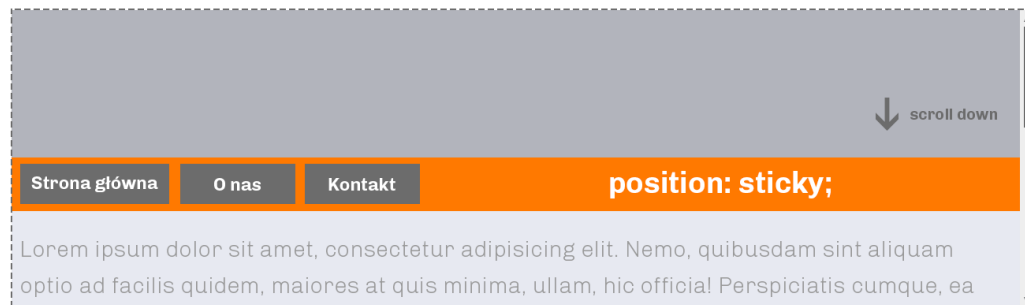 scroll down
Strona główna O nas Kontakt position: sticky;
Lorem ipsum dolor sit amet, consectetur adipisicing elit. Nemo, quibusdam sint aliquam
optio ad facilis quidem, maiores at quis minima, ullam, hic officia! Perspiciatis cumque, ea